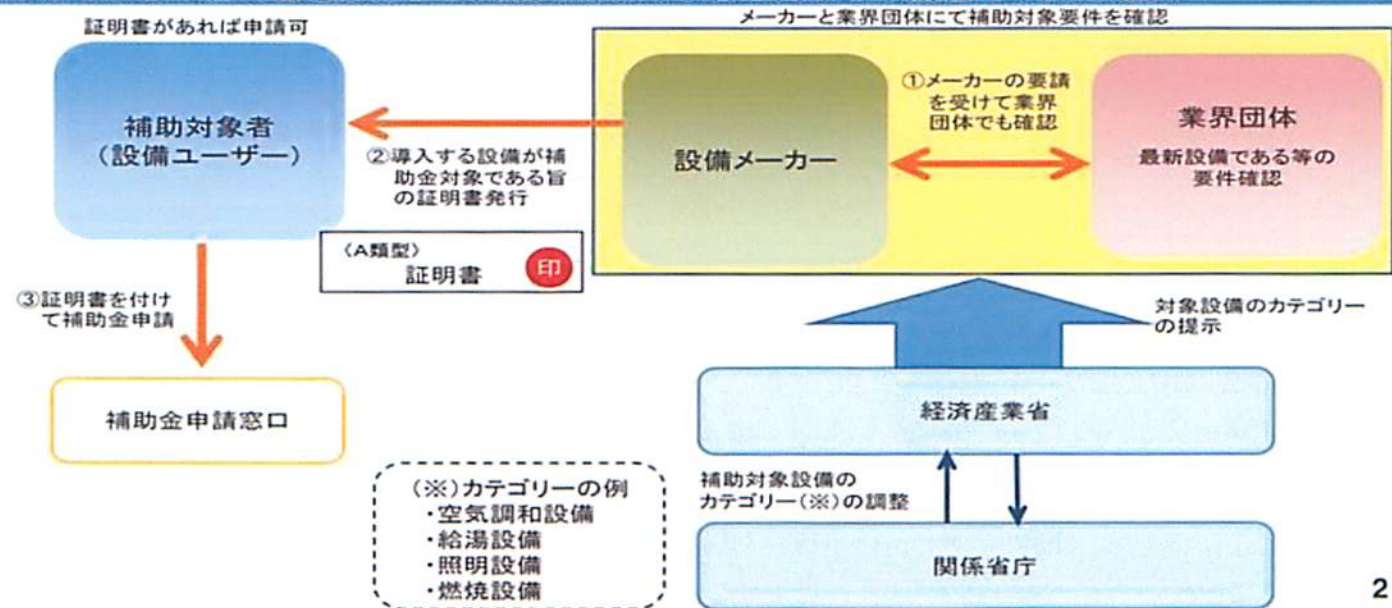 メーカーと業界団体にて補助対象要件を確認
証明書があれば申請可
補助対象者
(設備ユーザー)
②導入する設備が補
助金対象である旨
の証明書発行
設備メーカー
①メーカーの要請
を受けて業界
団体でも確認
業界団体
最新設備である等の
要件確認
〈A類型〉
証明書
印
③証明書を付け
て補助金申請
対象設備のカテゴリー
の提示
補助金申請窓口
経済産業省
(※)カテゴリーの例
・空気調和設備
・給湯設備
・照明設備
・燃焼設備
補助対象設備の
カテゴリー(※)の調整
関係省庁
2